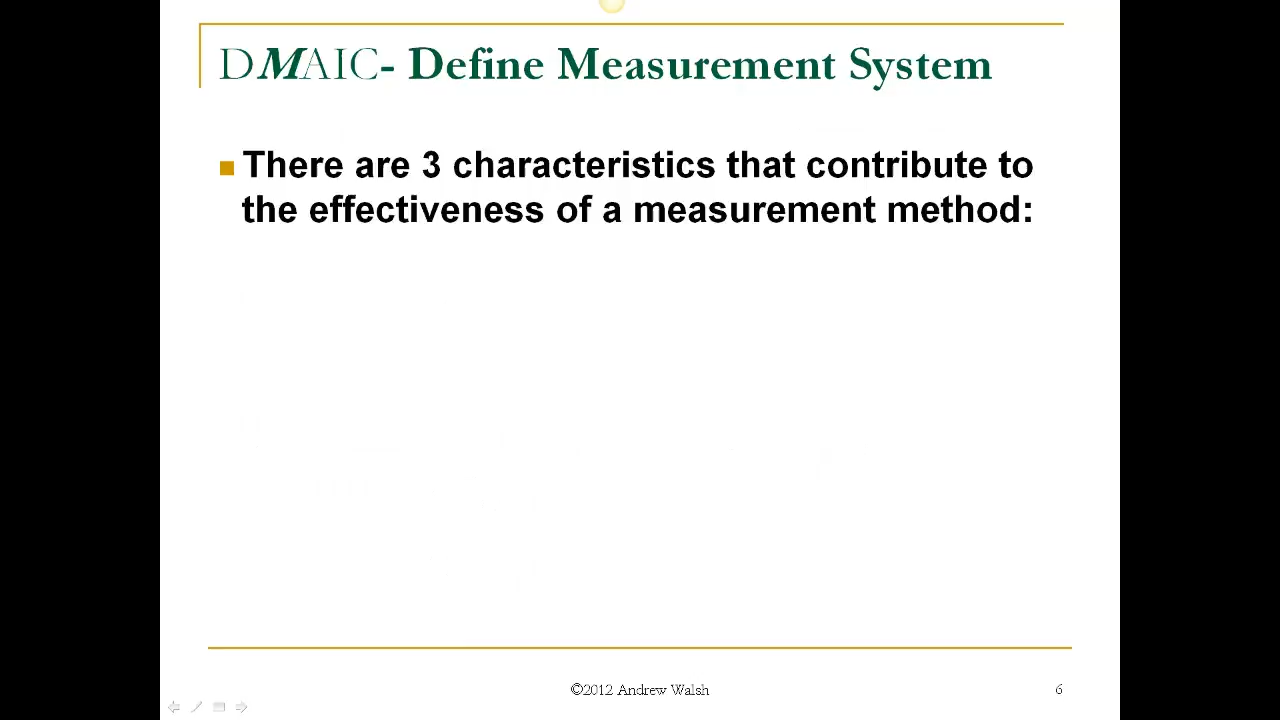 DMAIC- Define Measurement System
There are 3 characteristics that contribute to
the effectiveness of a measurement method:
©2012 Andrew Walsh
6